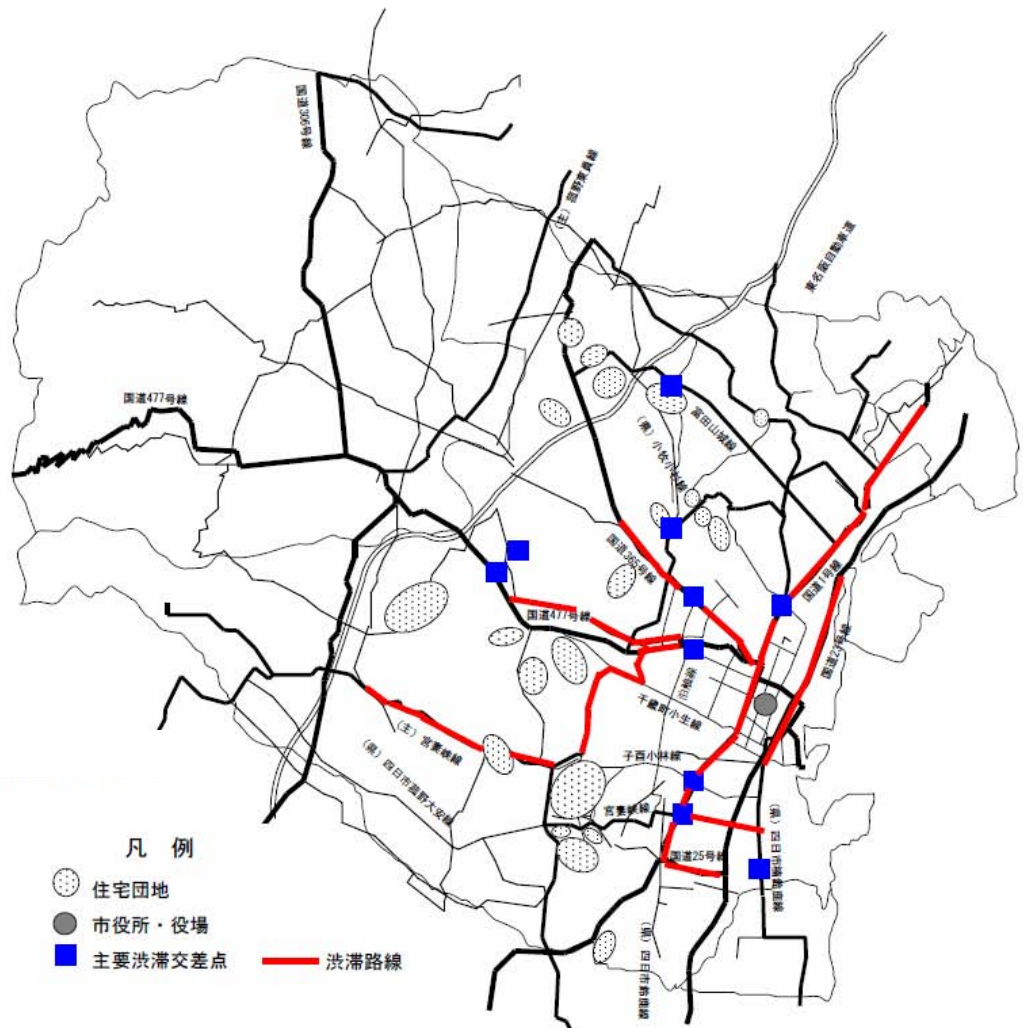 国道306号線
(主)菰野東員線
東名阪自動車道
国道477号線
富田山城線
(県)小牧小杉線
国道365号線
国道1号線
国道477号線
国道23号線
沿軸線
千歳町小生線
(主)宮妻峡線
子酉小林線
(県)四日市菰野大安線
宮妻峡線
(県)四日市楠鈴鹿線
国道25号線
(県)四日市鈴鹿線
凡 例
住宅団地
市役所・役場
主要渋滞交差点
渋滞路線